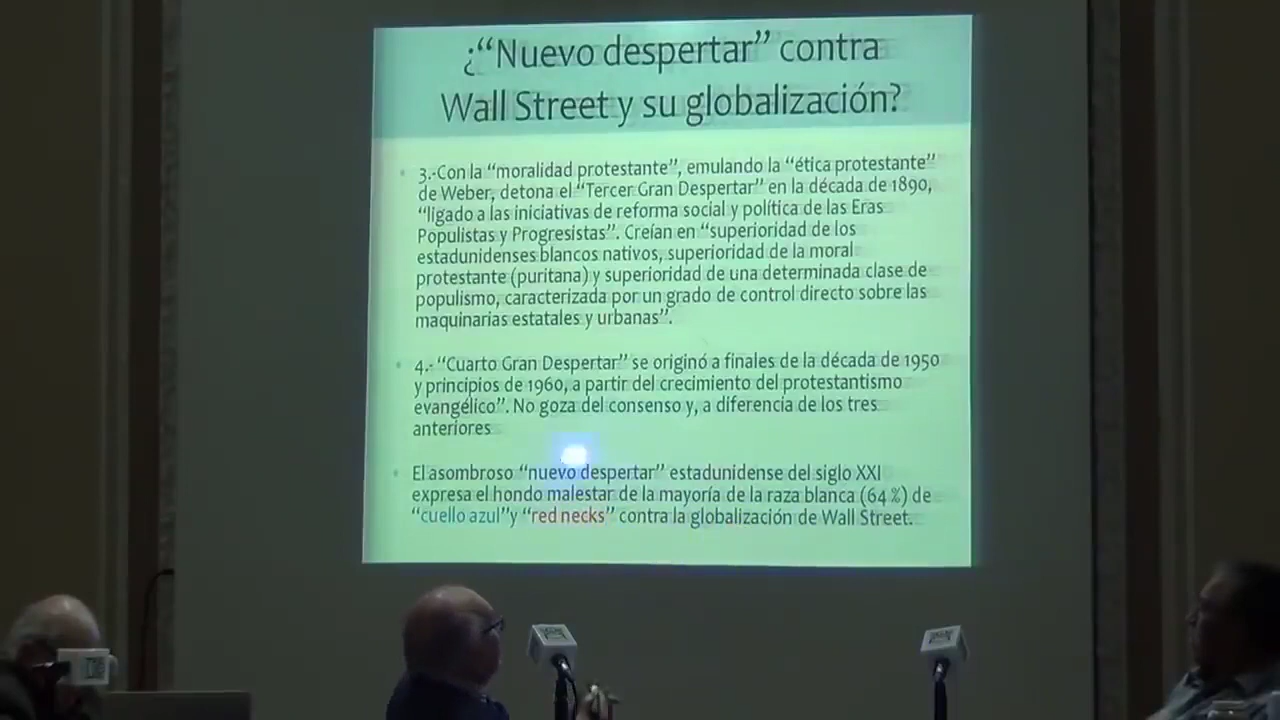 ¿“Nuevo despertar” contra
Wall Street y su globalización?
3.-Con la “moralidad protestante”, emulando la “ética protestante”
de Weber, detona el “Tercer Gran Despertar” en la década de 1890,
“ligado a las iniciativas de reforma social y política de las Eras
Populistas y Progresistas”. Creían en “superioridad de los
estadunidenses blancos nativos, superioridad de la moral
protestante (puritana) y superioridad de una determinada clase de
populismo, caracterizada por un grado de control directo sobre las
maquinarias estatales y urbanas”.
4.- “Cuarto Gran Despertar” se originó a finales de la década de 1950
y principios de 1960, a partir del crecimiento del protestantismo
evangélico”. No goza del consenso y, a diferencia de los tres
anteriores
El asombroso “nuevo despertar” estadunidense del siglo XXI
expresa el hondo malestar de la mayoría de la raza blanca (64 %) de
“cuello azul”y “red necks” contra la globalización de Wall Street.